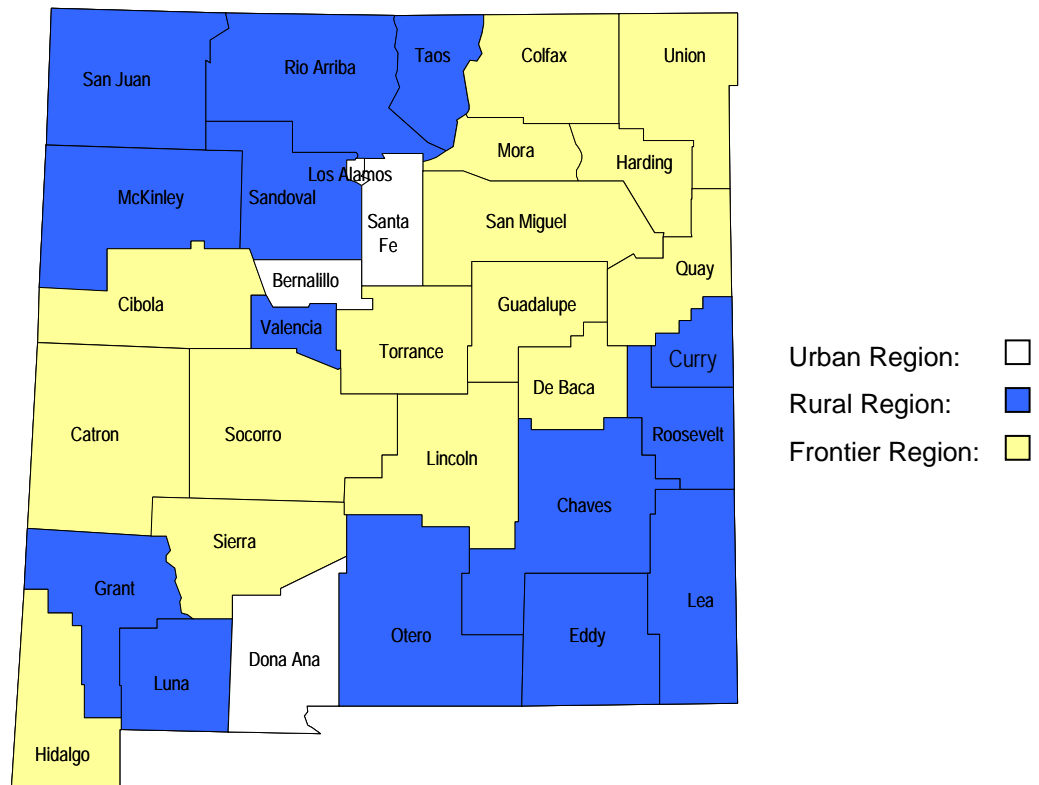 San Juan
Rio Arriba
Taos
Colfax
Union
Mora
Harding
Los Alamos
McKinley
Sandoval
Santa
Fe
San Miguel
Quay
Bernalillo
Cibola
Guadalupe
Valencia
Torrance
Curry
De Baca
Catron
Socorro
Lincoln
Roosevelt
Chaves
Sierra
Grant
Lea
Otero
Eddy
Dona Ana
Luna
Hidalgo
Urban Region:
Rural Region:
Frontier Region: